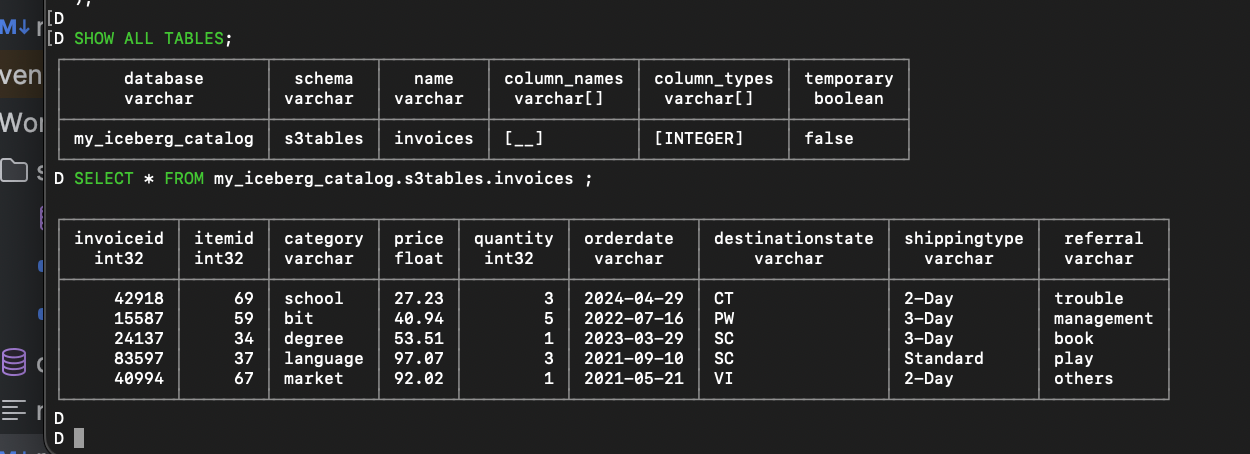 );
[D
M↓ [D SHOW ALL TABLES;
database schema name column_names column_types temporary
varchar varchar varchar varchar[] varchar[] boolean
my_iceberg_catalog s3tables invoices [__] [INTEGER] false
D SELECT * FROM my_iceberg_catalog.s3tables.invoices ;
invoiceid itemid category price quantity orderdate destinationstate shippingtype referral
int32 int32 varchar float int32 varchar varchar varchar varchar
42918 69 school 27.23 3 2024-04-29 CT 2-Day trouble
15587 59 bit 40.94 5 2022-07-16 PW 3-Day management
24137 34 degree 53.51 1 2023-03-29 SC 3-Day book
83597 37 language 97.07 3 2021-09-10 SC Standard play
40994 67 market 92.02 1 2021-05-21 VI 2-Day others
D
D